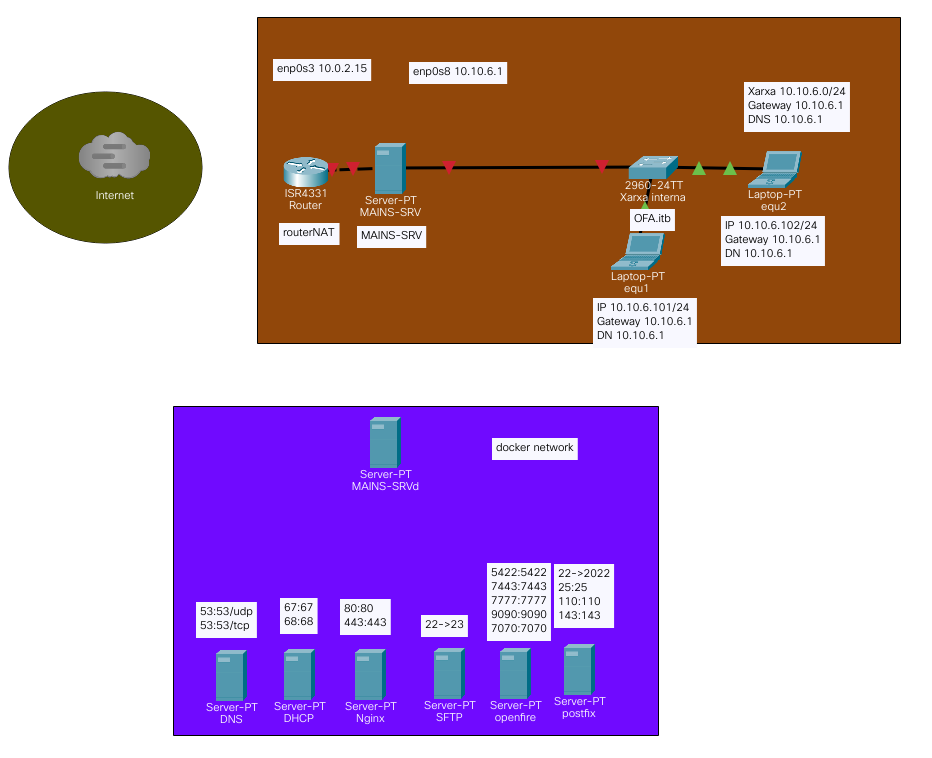 enp0s3 10.0.2.15
enp0s8 10.10.6.1
Xarxa 10.10.6.0/24
Gateway 10.10.6.1
DNS 10.10.6.1
Internet
ISR4331
Router
routerNAT
Server-PT
MAINS-SRV
MAINS-SRV
2960-24TT
Xarxa interna
OFA.itb
Laptop-PT
equ2
IP 10.10.6.102/24
Gateway 10.10.6.1
DN 10.10.6.1
Laptop-PT
equ1
IP 10.10.6.101/24
Gateway 10.10.6.1
DN 10.10.6.1
Server-PT
MAINS-SRVd
docker network
53:53/udp
53:53/tcp
67:67
68:68
80:80
443:443
22->23
5422:5422
7443:7443
7777:7777
9090:9090
7070:7070
22->2022
25:25
110:110
143:143
Server-PT
DNS
Server-PT
DHCP
Server-PT
Nginx
Server-PT
SFTP
Server-PT
openfire
Server-PT
postfix